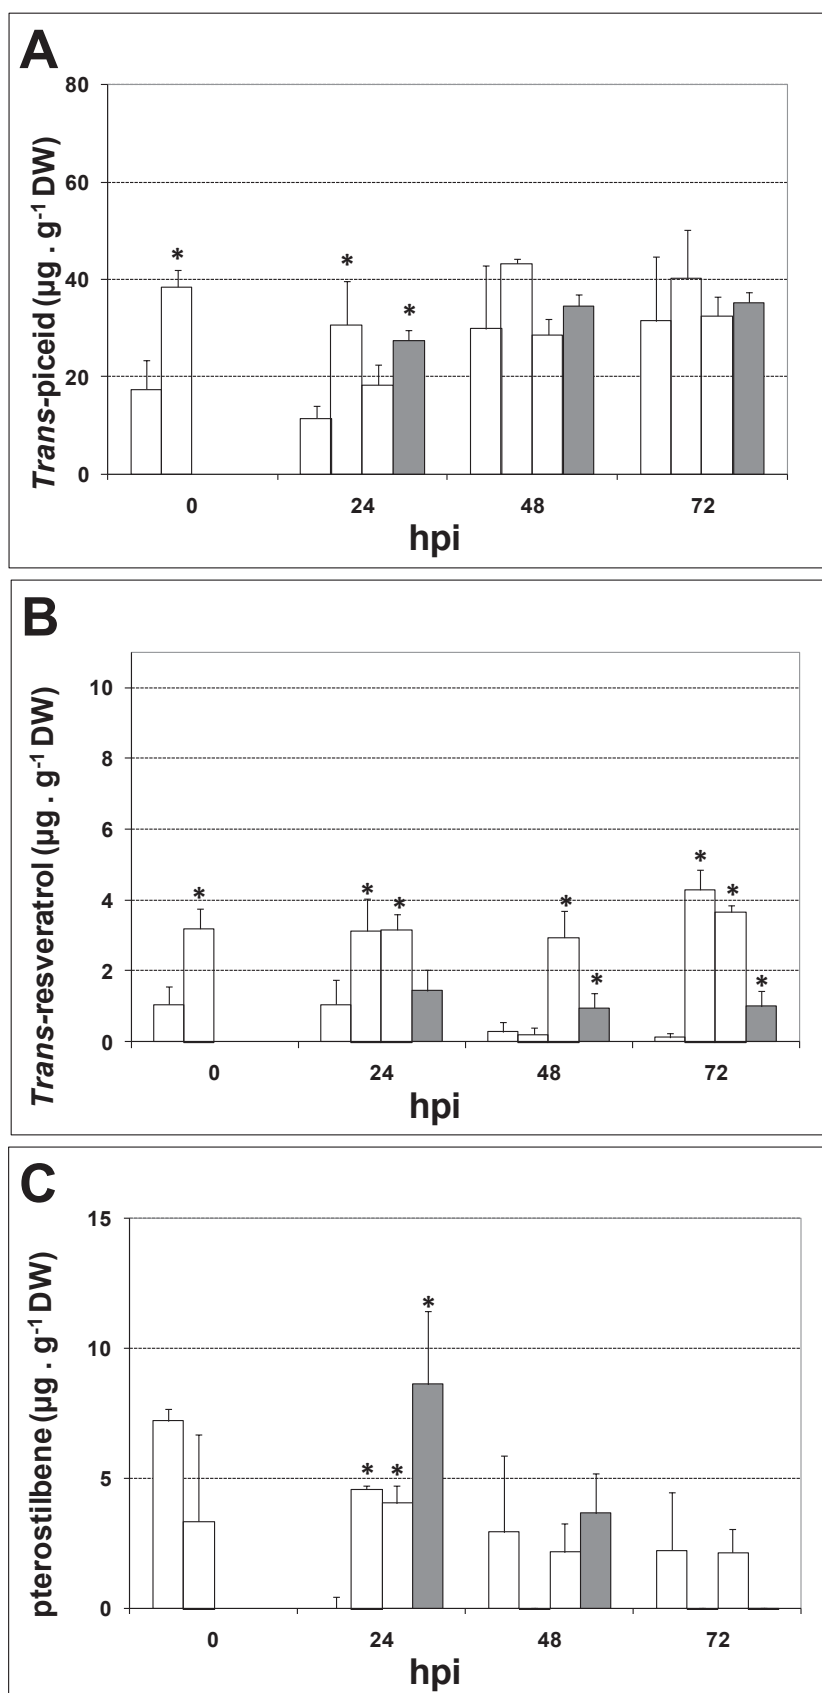 A
Trans-piceid (µg . g-1 DW)
80
60
40
20
0
* * *
0 24 48 72
hpi
B
Trans-resveratrol (µg . g-1 DW)
10
8
6
4
2
0
* * * * * * * *
0 24 48 72
hpi
C
pterostilbene (µg . g-1 DW)
15
10
5
0
* * *
0 24 48 72
hpi